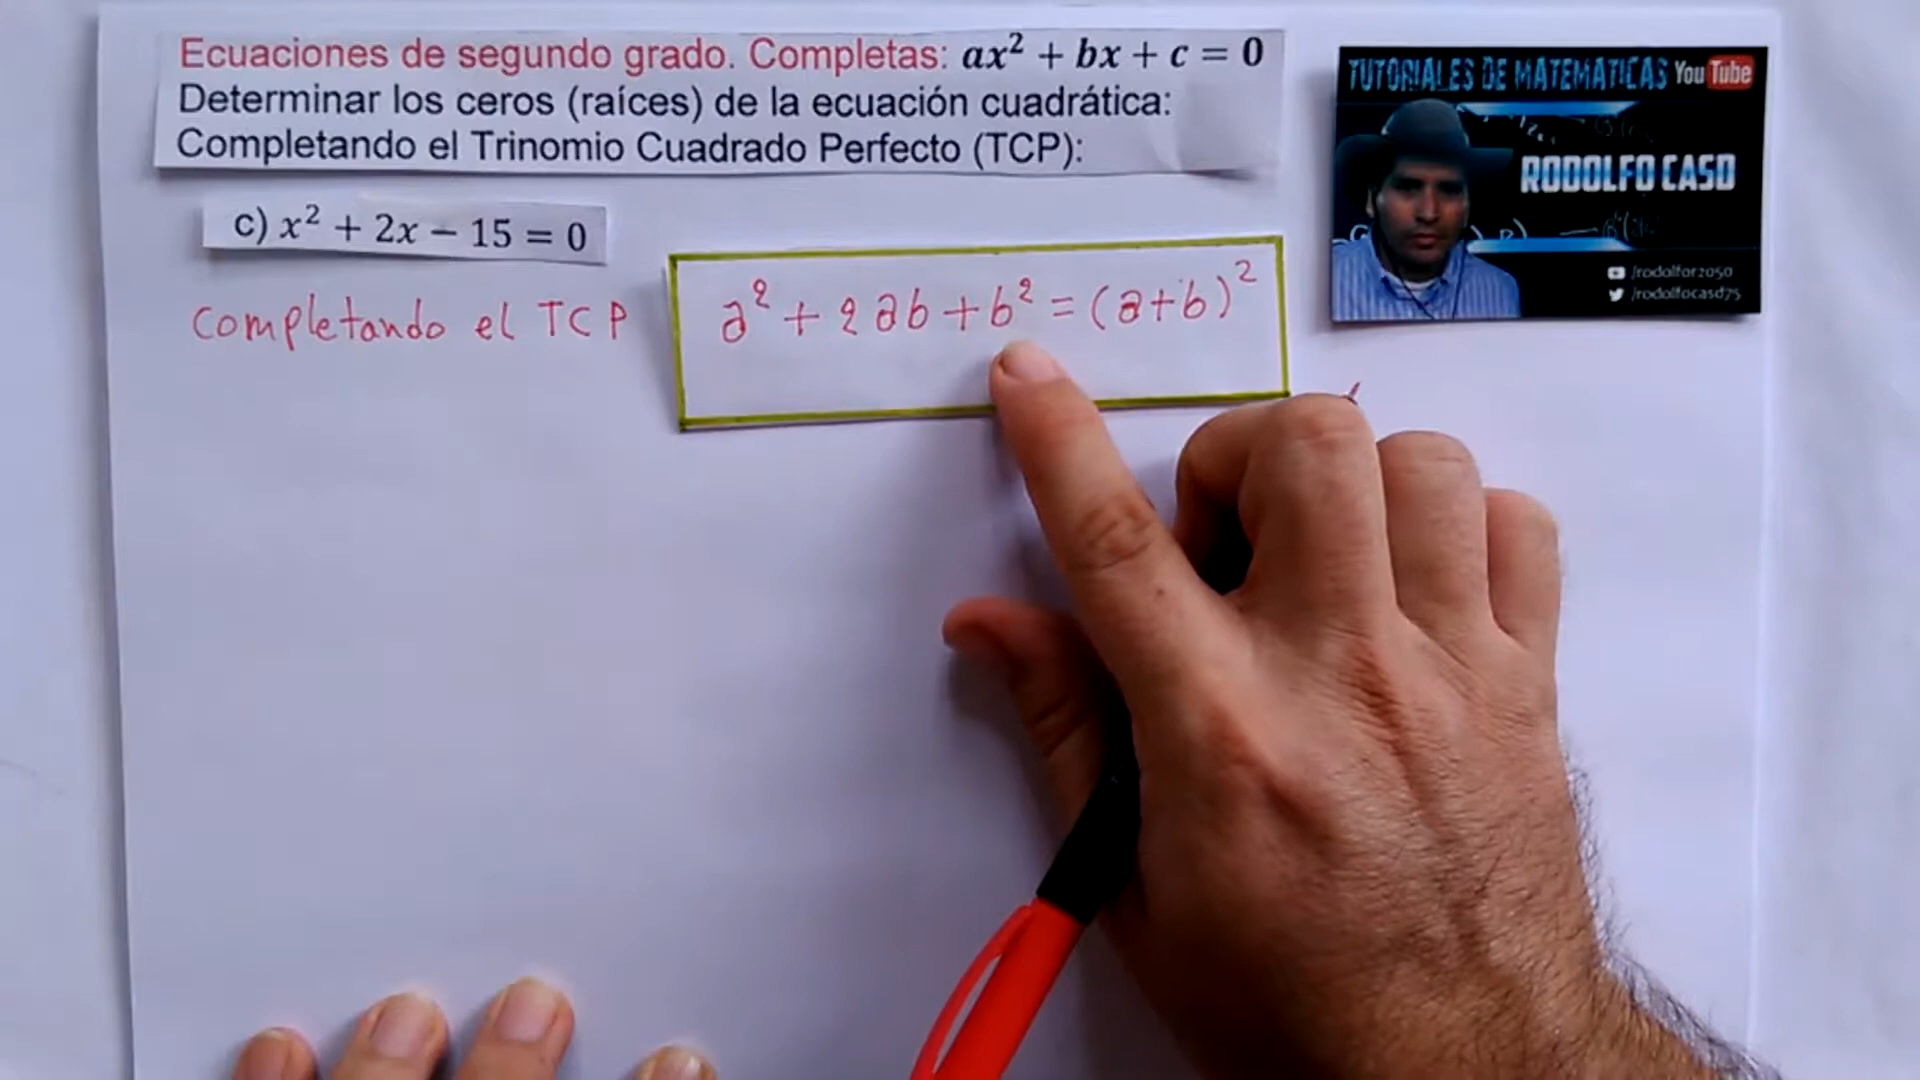 Ecuaciones de segundo grado. Completas: ax² + bx + c = 0
Determinar los ceros (raíces) de la ecuación cuadrática:
Completando el Trinomio Cuadrado Perfecto (TCP):
c) x² + 2x − 15 = 0
Completando el TCP
a² + 2ab + b² = (a+b)²
TUTORIALES DE MATEMATICAS YouTube
RODOLFO CASO
/rodolfor2050
/rodolfocasd75